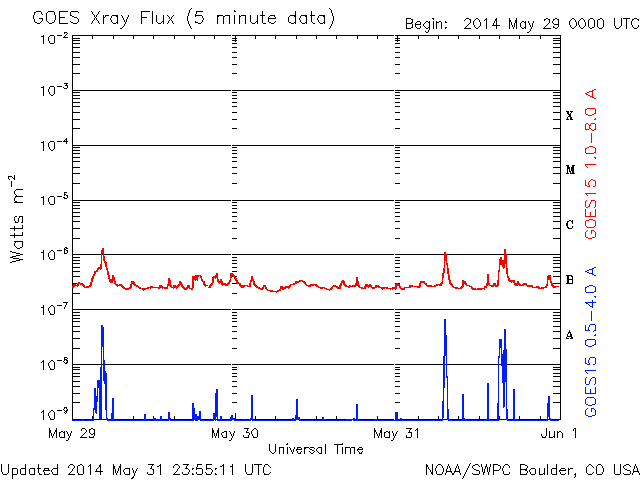 GOES Xray Flux (5 minute data)
Begin: 2014 May 29 0000 UTC
10⁻²
10⁻³
10⁻⁴
10⁻⁵
10⁻⁶
10⁻⁷
10⁻⁸
10⁻⁹
Watts m⁻²
X
M
C
B
A
GOES15 1.0-8.0 A
GOES15 0.5-4.0 A
May 29
May 30
May 31
Jun 1
Universal Time
Updated 2014 May 31 23:55:11 UTC
NOAA/SWPC Boulder, CO USA